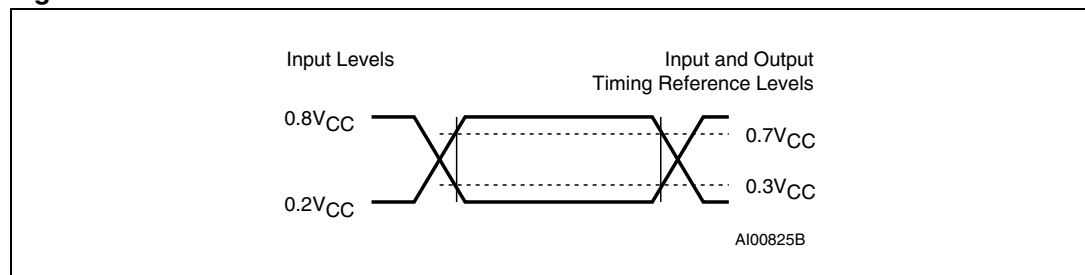 Input Levels
Input and Output
Timing Reference Levels
0.8VCC
0.7VCC
0.3VCC
0.2VCC
AI00825B